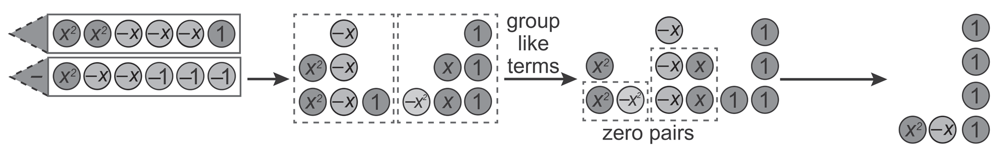 x² x² −x −x −x 1
− x² −x −x −1 −1 −1
−x
x² −x
x² −x 1
1
x 1
−x² x 1
group
like
terms
−x 1
x² −x x 1
x² −x² −x x 1 1
zero pairs
1
1
1
x² −x 1